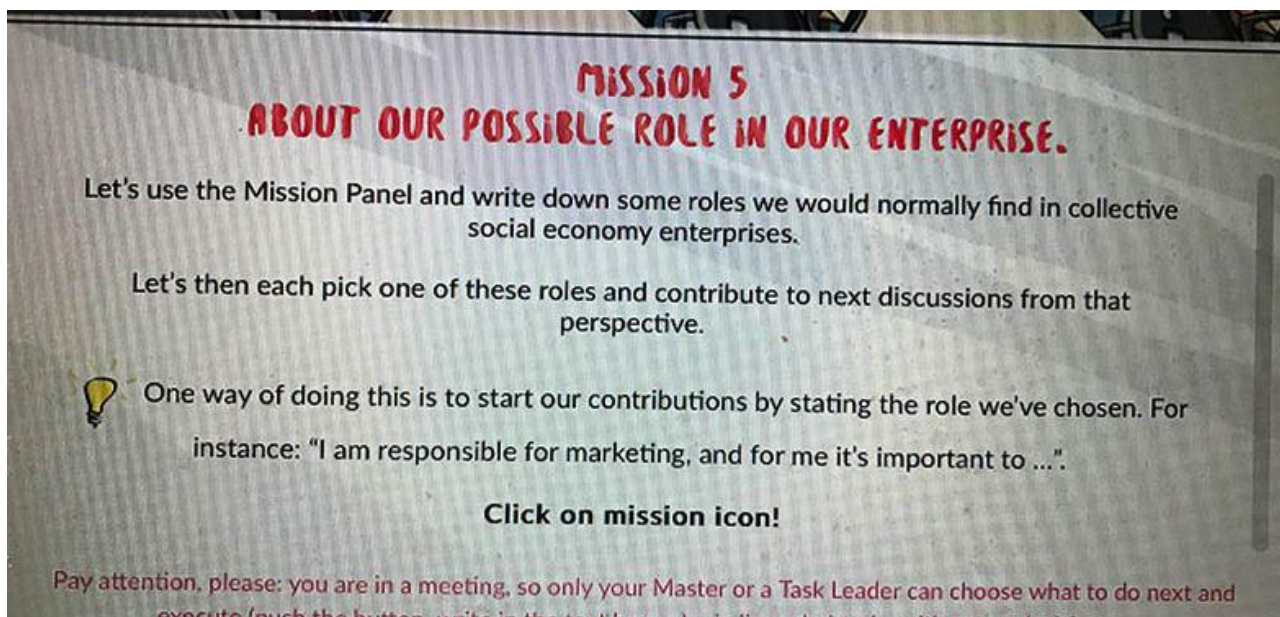 MISSION 5
ABOUT OUR POSSIBLE ROLE IN OUR ENTERPRISE.
Let's use the Mission Panel and write down some roles we would normally find in collective
social economy enterprises.
Let's then each pick one of these roles and contribute to next discussions from that
perspective.
One way of doing this is to start our contributions by stating the role we've chosen. For
instance: “I am responsible for marketing, and for me it's important to ...”.
Click on mission icon!
Pay attention, please: you are in a meeting, so only your Master or a Task Leader can choose what to do next and